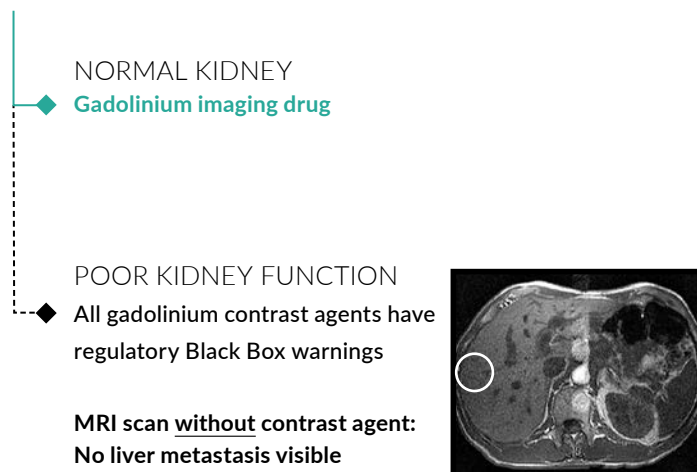 NORMAL KIDNEY
Gadolinium imaging drug
POOR KIDNEY FUNCTION
All gadolinium contrast agents have
regulatory Black Box warnings
MRI scan without contrast agent:
No liver metastasis visible